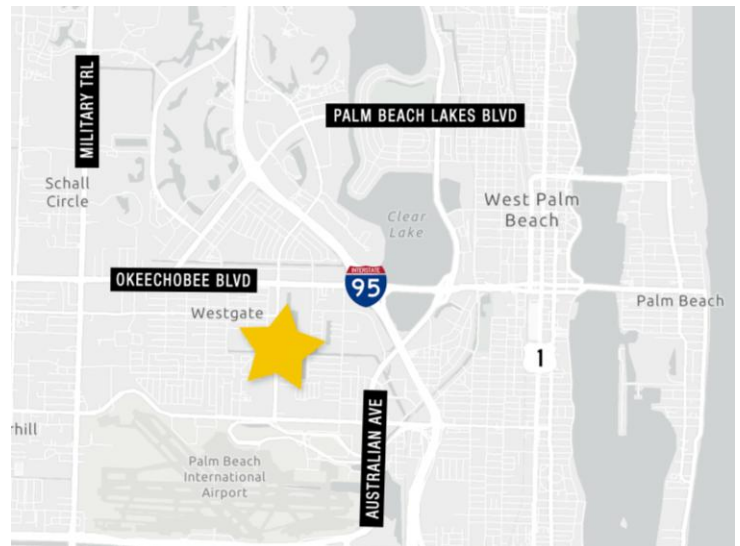 MILITARY TRL
PALM BEACH LAKES BLVD
Schall
Circle
West Palm
Beach
Clear
Lake
OKEECHOBEE BLVD
INTERSTATE
95
Palm Beach
Westgate
1
rhill
AUSTRALIAN AVE
Palm Beach
International
Airport